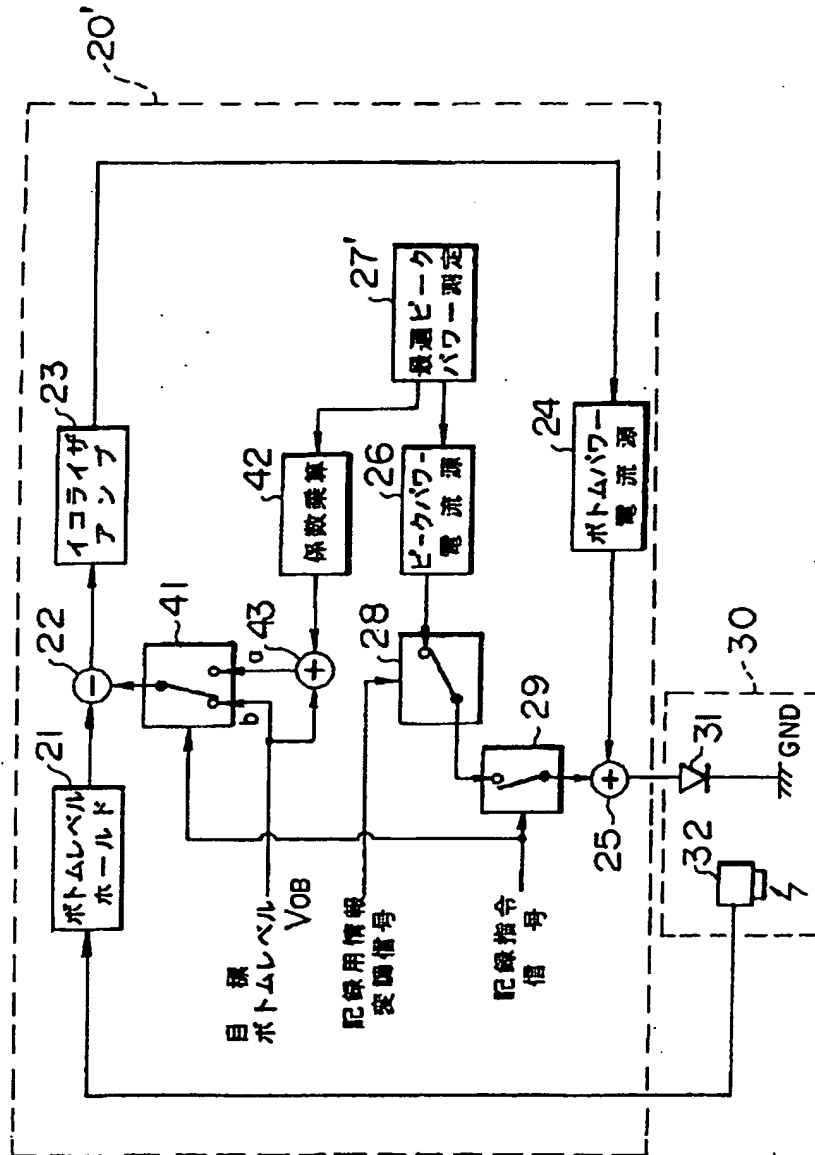 20'
21
ボトムレベル
ホールド
22
−
23
イコライザ
アンプ
41
a
b
43
+
42
係数乗算
27'
最適ピーク
パワー測定
26
ピークパワー
電流源
28
24
ボトムパワー
電流源
29
25
+
目標
ボトムレベル
VOB
記録用情報
変調信号
記録指令
信号
30
31
32
GND